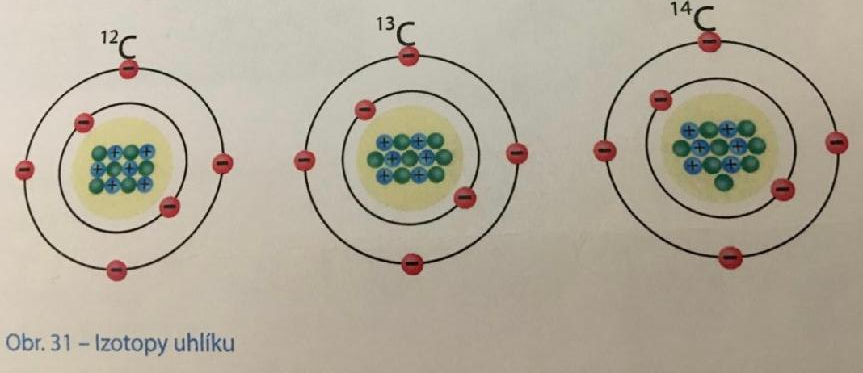 ¹²C
¹³C
¹⁴C
Obr. 31 – Izotopy uhlíku